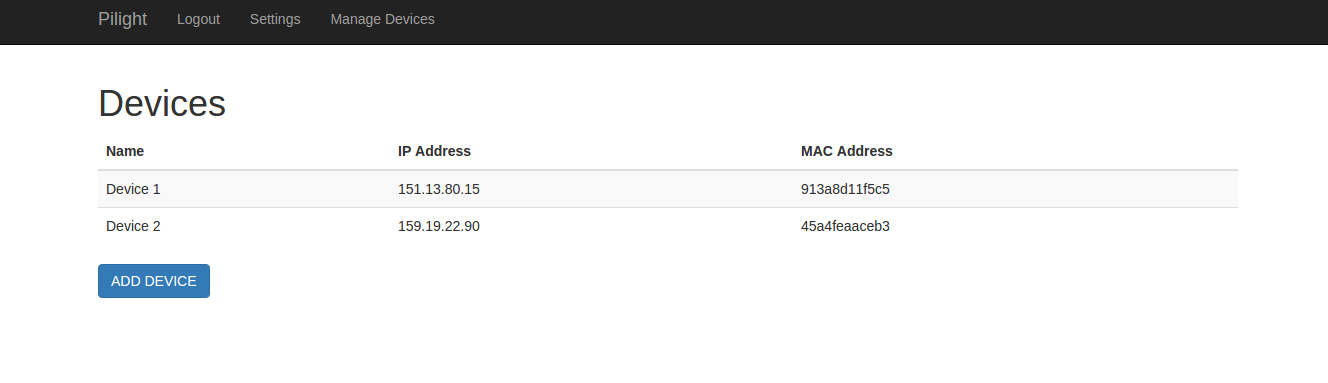 Pilight Logout Settings Manage Devices
Devices
Name IP Address MAC Address
Device 1 151.13.80.15 913a8d11f5c5
Device 2 159.19.22.90 45a4feaaceb3
ADD DEVICE